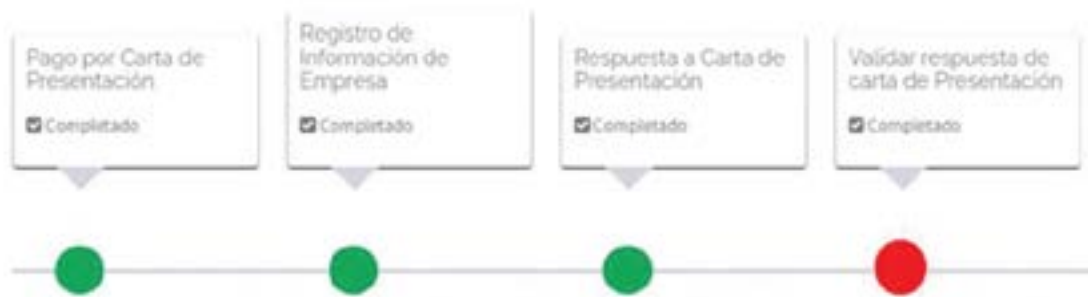 Pago por Carta de
Presentación
Completado
Registro de
Información de
Empresa
Completado
Respuesta a Carta de
Presentación
Completado
Validar respuesta de
carta de Presentación
Completado